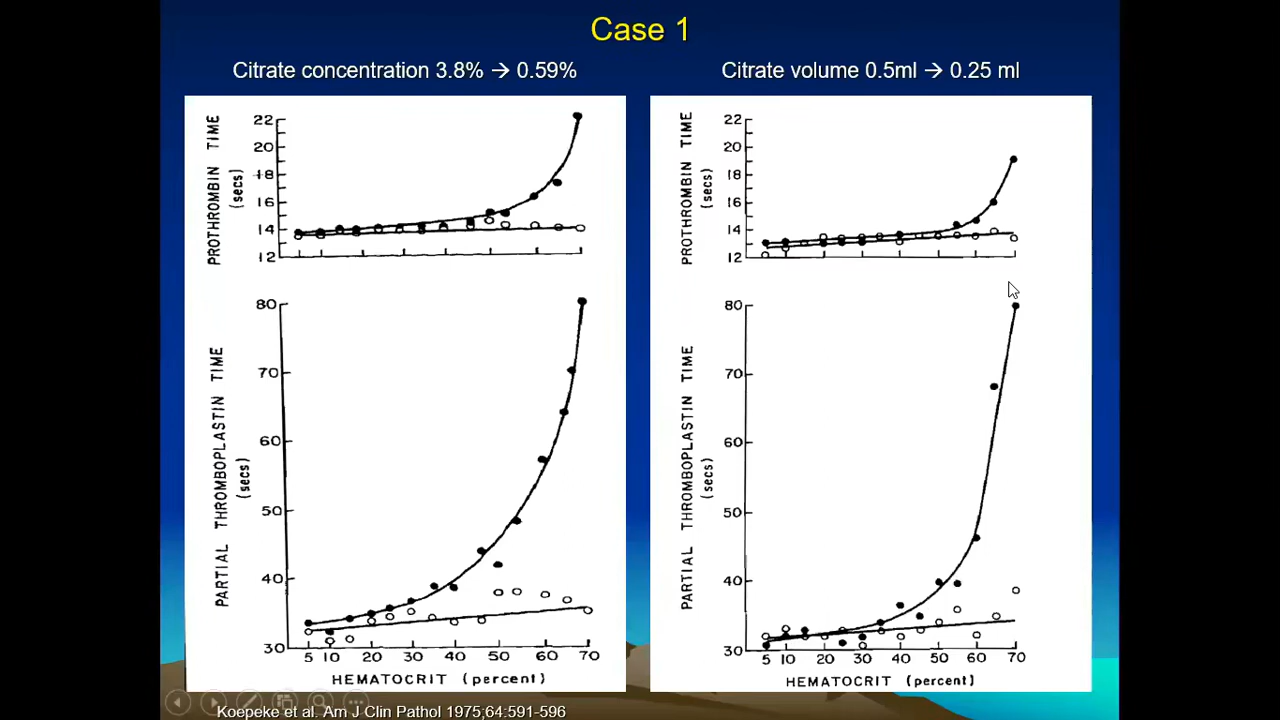 Case 1
Citrate concentration 3.8% → 0.59%
Citrate volume 0.5ml → 0.25 ml
PROTHROMBIN TIME
(secs)
22
20
18
16
14
12
PARTIAL THROMBOPLASTIN TIME
(secs)
80
70
60
50
40
30
5 10 20 30 40 50 60 70
HEMATOCRIT (percent)
PROTHROMBIN TIME
(secs)
22
20
18
16
14
12
PARTIAL THROMBOPLASTIN TIME
(secs)
80
70
60
50
40
30
5 10 20 30 40 50 60 70
HEMATOCRIT (percent)
Koepeke et al. Am J Clin Pathol 1975;64:591-596